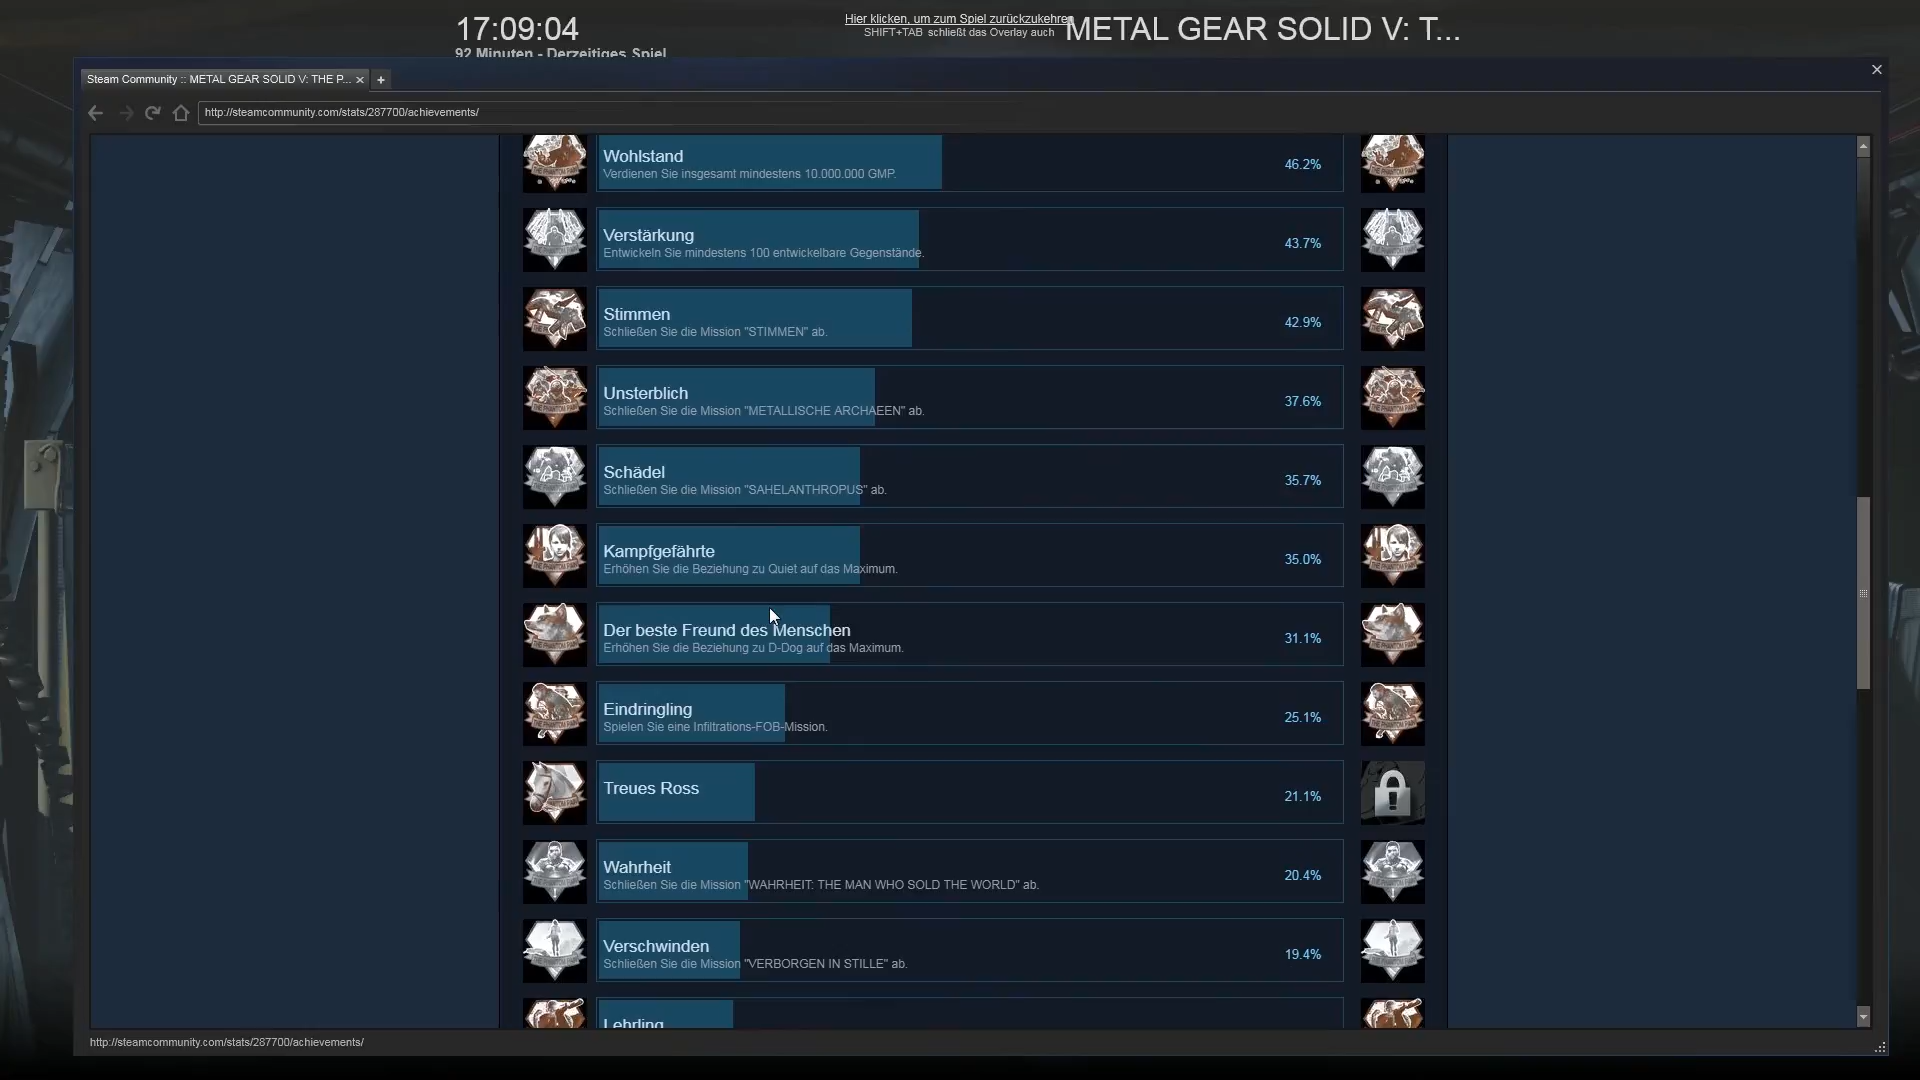 17:09:04
92 Minuten - Derzeitiges Spiel
Hier klicken, um zum Spiel zurückzukehren
SHIFT+TAB schließt das Overlay auch
METAL GEAR SOLID V: T...
Steam Community :: METAL GEAR SOLID V: THE P...
http://steamcommunity.com/stats/287700/achievements/
Wohlstand
Verdienen Sie insgesamt mindestens 10.000.000 GMP.
46.2%
Verstärkung
Entwickeln Sie mindestens 100 entwickelbare Gegenstände.
43.7%
Stimmen
Schließen Sie die Mission "STIMMEN" ab.
42.9%
Unsterblich
Schließen Sie die Mission "METALLISCHE ARCHAEEN" ab.
37.6%
Schädel
Schließen Sie die Mission "SAHELANTHROPUS" ab.
35.7%
Kampfgefährte
Erhöhen Sie die Beziehung zu Quiet auf das Maximum.
35.0%
Der beste Freund des Menschen
Erhöhen Sie die Beziehung zu D-Dog auf das Maximum.
31.1%
Eindringling
Spielen Sie eine Infiltrations-FOB-Mission.
25.1%
Treues Ross
21.1%
Wahrheit
Schließen Sie die Mission "WAHRHEIT: THE MAN WHO SOLD THE WORLD" ab.
20.4%
Verschwinden
Schließen Sie die Mission "VERBORGEN IN STILLE" ab.
19.4%
Lehrling
http://steamcommunity.com/stats/287700/achievements/